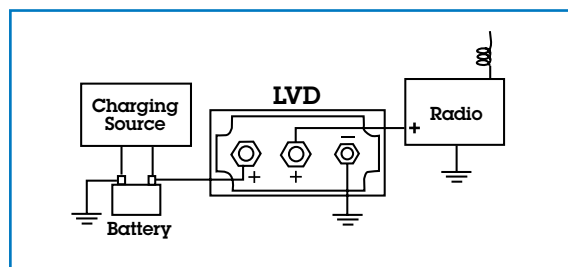 LVD
Charging
Source
Radio
+
−
+
+
Battery